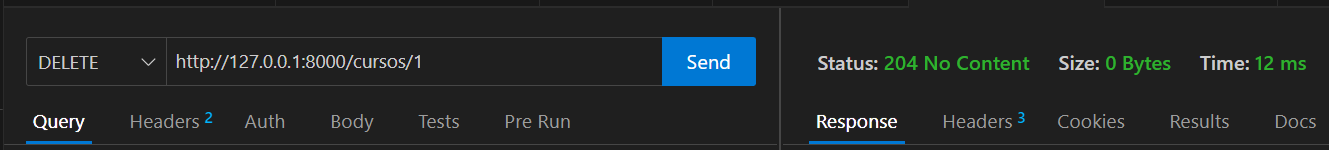 DELETE http://127.0.0.1:8000/cursos/1 Send
Query Headers 2 Auth Body Tests Pre Run
Status: 204 No Content Size: 0 Bytes Time: 12 ms
Response Headers 3 Cookies Results Docs